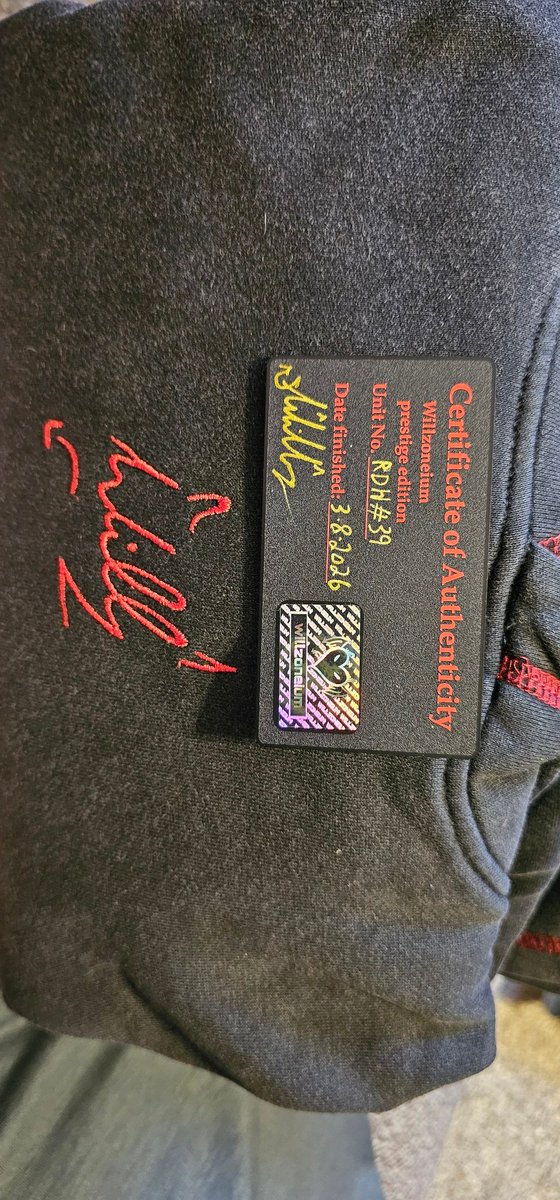 Certificate of Authenticity
Willzoneium
prestige edition
Unit No. RDH#39
Date finished: 3·8·2026
willzoneium